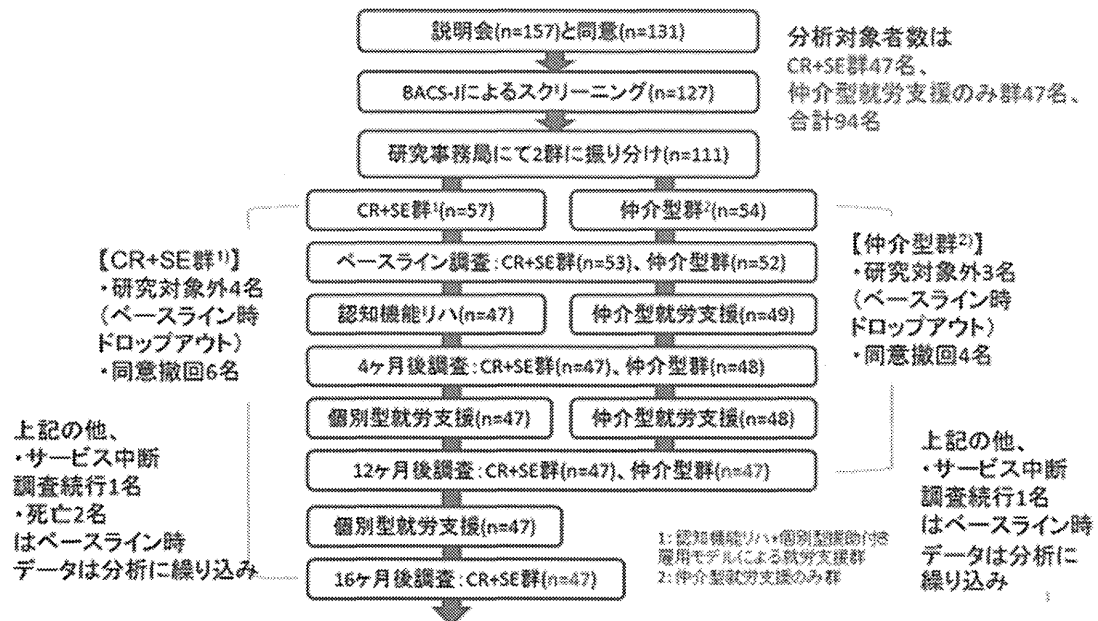 説明会(n=157)と同意(n=131)
分析対象者数は
CR+SE群47名、
仲介型就労支援のみ群47名、
合計94名
BACS-Jによるスクリーニング(n=127)
研究事務局にて2群に振り分け(n=111)
CR+SE群¹(n=57)
仲介型群²(n=54)
【CR+SE群¹⁾】
・研究対象外4名
(ベースライン時
ドロップアウト)
・同意撤回6名
ベースライン調査:CR+SE群(n=53)、仲介型群(n=52)
【仲介型群²⁾】
・研究対象外3名
(ベースライン時
ドロップアウト)
・同意撤回4名
認知機能リハ(n=47)
仲介型就労支援(n=49)
4ヶ月後調査:CR+SE群(n=47)、仲介型群(n=48)
個別型就労支援(n=47)
仲介型就労支援(n=48)
上記の他、
・サービス中断
調査続行1名
・死亡2名
はベースライン時
データは分析に繰り込み
12ヶ月後調査:CR+SE群(n=47)、仲介型群(n=47)
上記の他、
・サービス中断
調査続行1名
はベースライン時
データは分析に
繰り込み
個別型就労支援(n=47)
16ヶ月後調査:CR+SE群(n=47)
1:認知機能リハ+個別型援助付き
雇用モデルによる就労支援群
2:仲介型就労支援のみ群